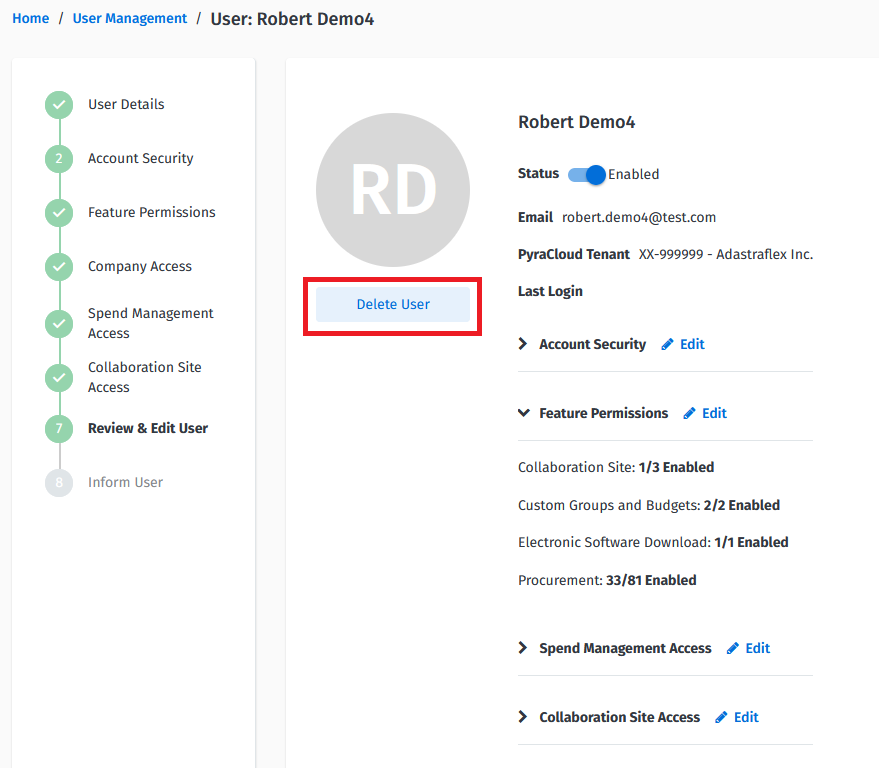 Home / User Management / User: Robert Demo4
User Details
2 Account Security
Feature Permissions
Company Access
Spend Management
Access
Collaboration Site
Access
7 Review & Edit User
8 Inform User
RD
Delete User
Robert Demo4
Status Enabled
Email robert.demo4@test.com
PyraCloud Tenant XX-999999 - Adastraflex Inc.
Last Login
Account Security Edit
Feature Permissions Edit
Collaboration Site: 1/3 Enabled
Custom Groups and Budgets: 2/2 Enabled
Electronic Software Download: 1/1 Enabled
Procurement: 33/81 Enabled
Spend Management Access Edit
Collaboration Site Access Edit